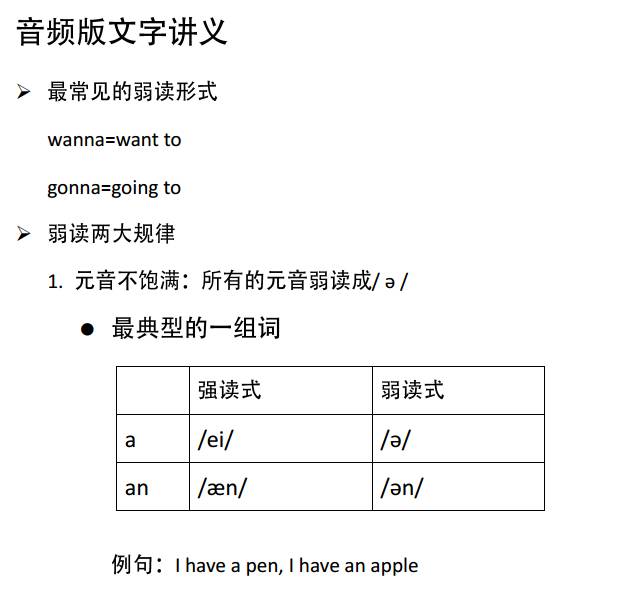 音频版文字讲义
➢ 最常见的弱读形式
wanna=want to
gonna=going to
➢ 弱读两大规律
1. 元音不饱满：所有的元音弱读成/ ə /
● 最典型的一组词
强读式 弱读式
a /ei/ /ə/
an /æn/ /ən/
例句：I have a pen, I have an apple